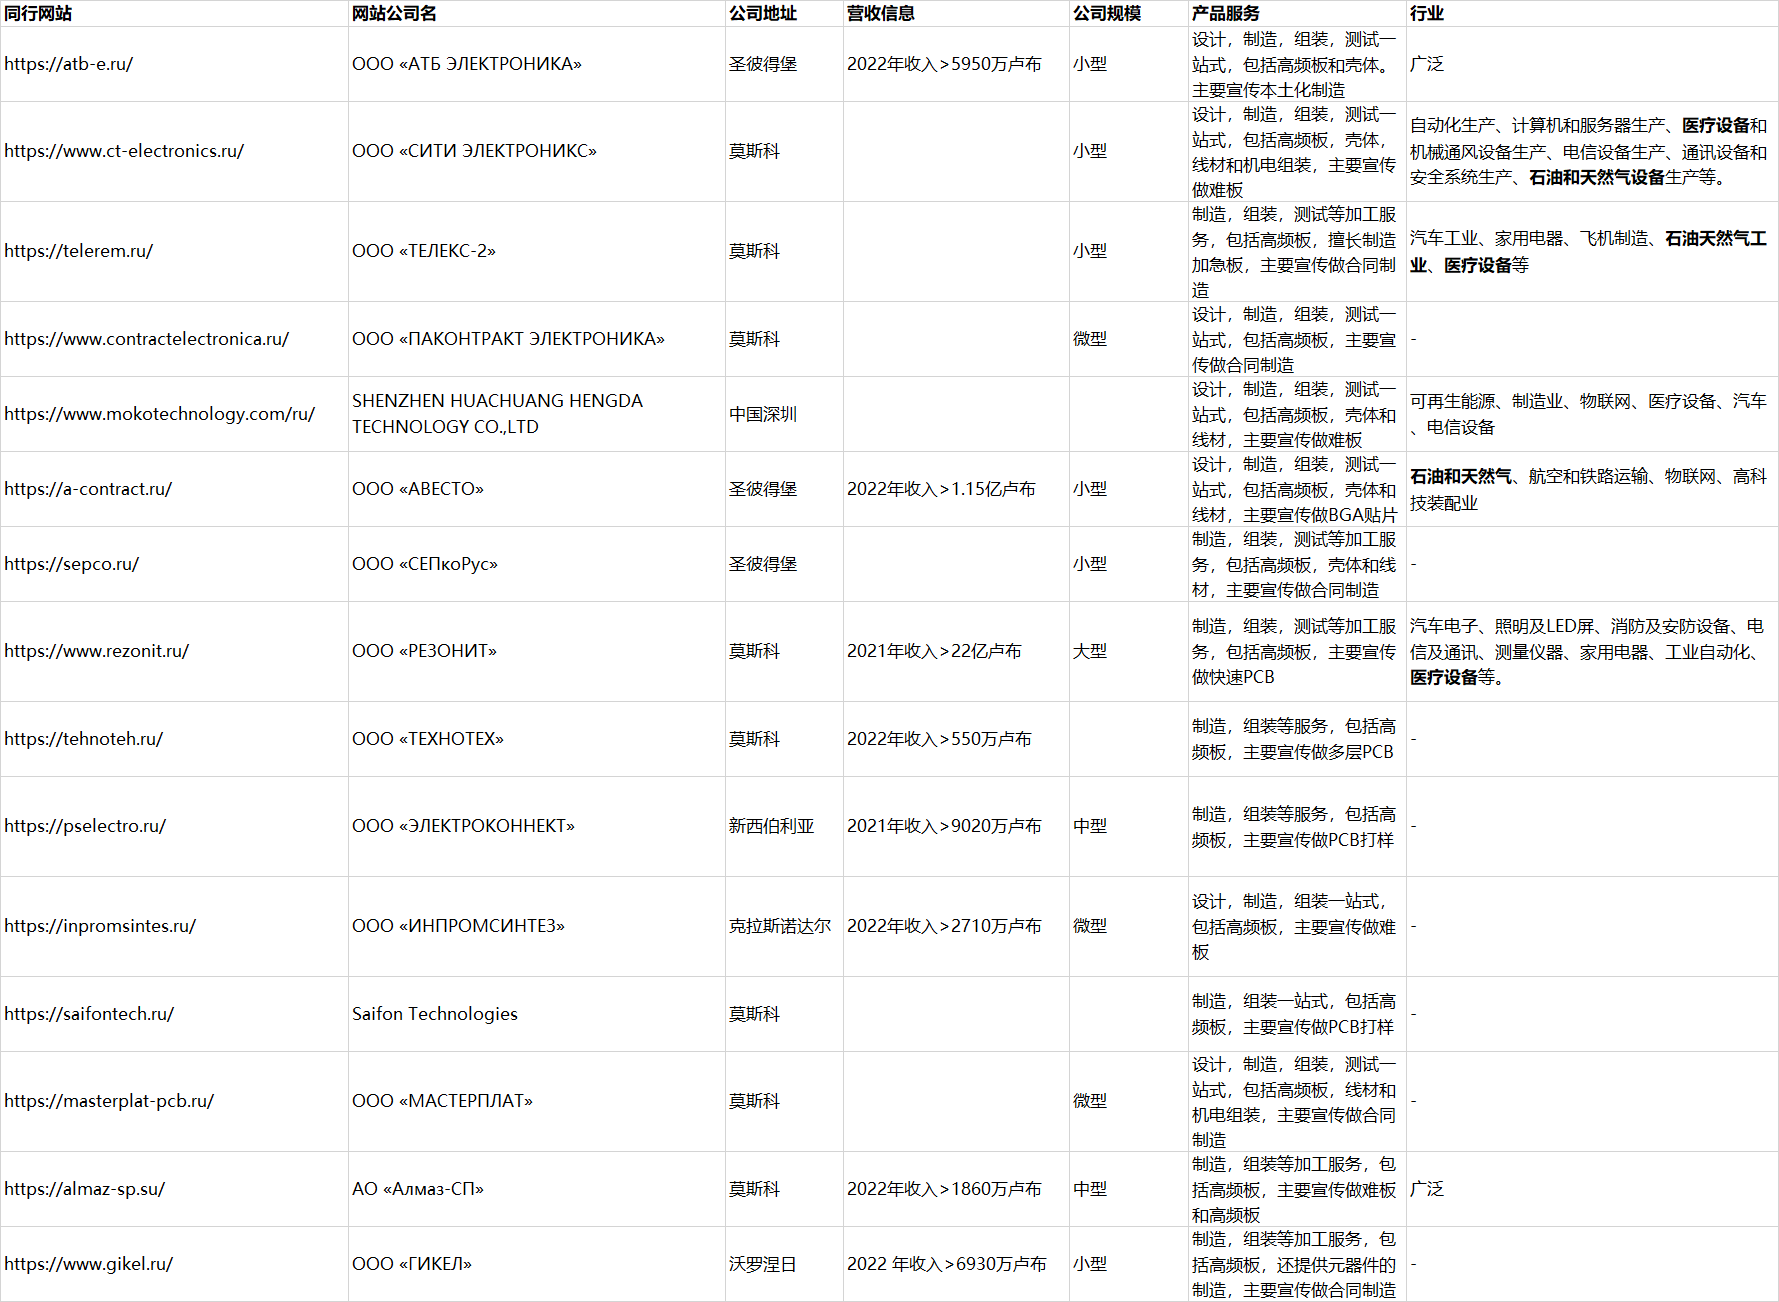 同行网站 网站公司名 公司地址 营收信息 公司规模 产品服务 行业
https://atb-e.ru/ ООО «АТБ ЭЛЕКТРОНИКА» 圣彼得堡 2022年收入>5950万卢布 小型
设计，制造，组装，测试一
站式，包括高频板和壳体。
主要宣传本土化制造
广泛
https://www.ct-electronics.ru/ ООО «СИТИ ЭЛЕКТРОНИКС» 莫斯科 小型
设计，制造，组装，测试一
站式，包括高频板，壳体，
线材和机电组装，主要宣传
做难板
自动化生产、计算机和服务器生产、医疗设备和
机械通风设备生产、电信设备生产、通讯设备和
安全系统生产、石油和天然气设备生产等。
https://telerem.ru/ ООО «ТЕЛЕКС-2» 莫斯科 小型
制造，组装，测试等加工服
务，包括高频板，擅长制造
加急板，主要宣传做合同制
造
汽车工业、家用电器、飞机制造、石油天然气工
业、医疗设备等
https://www.contractelectronica.ru/ ООО «ПАКОНТРАКТ ЭЛЕКТРОНИКА» 莫斯科 微型
设计，制造，组装，测试一
站式，包括高频板，主要宣
传做合同制造
-
https://www.mokotechnology.com/ru/
SHENZHEN HUACHUANG HENGDA
TECHNOLOGY CO.,LTD
中国深圳
设计，制造，组装，测试一
站式，包括高频板，壳体和
线材，主要宣传做难板
可再生能源、制造业、物联网、医疗设备、汽车
、电信设备
https://a-contract.ru/ ООО «АВЕСТО» 圣彼得堡 2022年收入>1.15亿卢布 小型
设计，制造，组装，测试一
站式，包括高频板，壳体和
线材，主要宣传做BGA贴片
石油和天然气、航空和铁路运输、物联网、高科
技装配业
https://sepco.ru/ ООО «СЕПкоРус» 圣彼得堡 小型
制造，组装，测试等加工服
务，包括高频板，壳体和线
材，主要宣传做合同制造
-
https://www.rezonit.ru/ ООО «РЕЗОНИТ» 莫斯科 2021年收入>22亿卢布 大型
制造，组装，测试等加工服
务，包括高频板，主要宣传
做快速PCB
汽车电子、照明及LED屏、消防及安防设备、电
信及通讯、测量仪器、家用电器、工业自动化、
医疗设备等。
https://tehnoteh.ru/ ООО «ТЕХНОТЕХ» 莫斯科 2022年收入>550万卢布
制造，组装等服务，包括高
频板，主要宣传做多层PCB
-
https://pselectro.ru/ ООО «ЭЛЕКТРОКОННЕКТ» 新西伯利亚 2021年收入>9020万卢布 中型
制造，组装等服务，包括高
频板，主要宣传做PCB打样
-
https://inpromsintes.ru/ ООО «ИНПРОМСИНТЕЗ» 克拉斯诺达尔 2022年收入>2710万卢布 微型
设计，制造，组装一站式，
包括高频板，主要宣传做难
板
-
https://saifontech.ru/ Saifon Technologies 莫斯科
制造，组装一站式，包括高
频板，主要宣传做PCB打样
-
https://masterplat-pcb.ru/ ООО «МАСТЕРПЛАТ» 莫斯科 微型
设计，制造，组装，测试一
站式，包括高频板，线材和
机电组装，主要宣传做合同
制造
-
https://almaz-sp.su/ АО «Алмаз-СП» 莫斯科 2022年收入>1860万卢布 中型
制造，组装等加工服务，包
括高频板，主要宣传做难板
和高频板
广泛
https://www.gikel.ru/ ООО «ГИКЕЛ» 沃罗涅日 2022 年收入>6930万卢布 小型
制造，组装等加工服务，包
括高频板，还提供元器件的
制造，主要宣传做合同制造
-